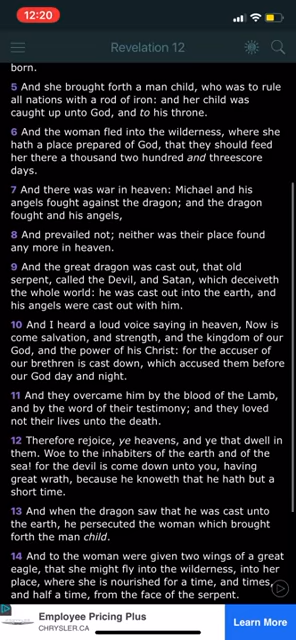 12:20
Revelation 12
born.
5 And she brought forth a man child, who was to rule
all nations with a rod of iron: and her child was
caught up unto God, and to his throne.
6 And the woman fled into the wilderness, where she
hath a place prepared of God, that they should feed
her there a thousand two hundred and threescore
days.
7 And there was war in heaven: Michael and his
angels fought against the dragon; and the dragon
fought and his angels,
8 And prevailed not; neither was their place found
any more in heaven.
9 And the great dragon was cast out, that old
serpent, called the Devil, and Satan, which deceiveth
the whole world: he was cast out into the earth, and
his angels were cast out with him.
10 And I heard a loud voice saying in heaven, Now is
come salvation, and strength, and the kingdom of our
God, and the power of his Christ: for the accuser of
our brethren is cast down, which accused them before
our God day and night.
11 And they overcame him by the blood of the Lamb,
and by the word of their testimony; and they loved
not their lives unto the death.
12 Therefore rejoice, ye heavens, and ye that dwell in
them. Woe to the inhabiters of the earth and of the
sea! for the devil is come down unto you, having
great wrath, because he knoweth that he hath but a
short time.
13 And when the dragon saw that he was cast unto
the earth, he persecuted the woman which brought
forth the man child.
14 And to the woman were given two wings of a great
eagle, that she might fly into the wilderness, into her
place, where she is nourished for a time, and times,
and half a time, from the face of the serpent.
Employee Pricing Plus
CHRYSLER.CA
Learn More